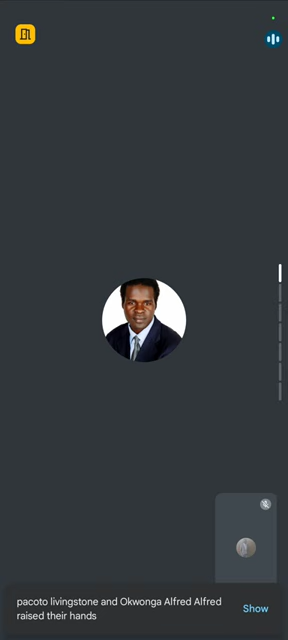 pacoto livingstone and Okwonga Alfred Alfred
raised their hands
Show